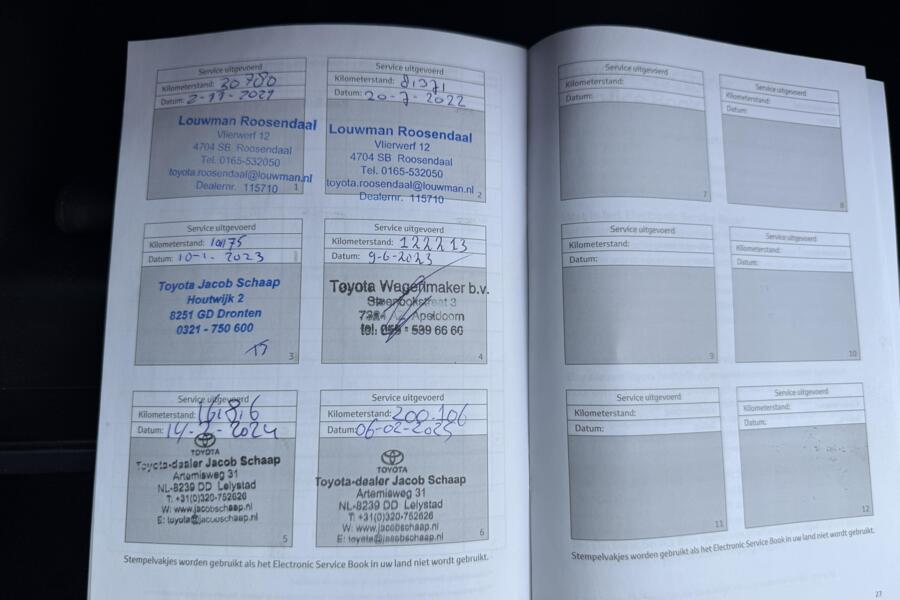 Service uitgevoerd
Kilometerstand: 30780
Datum: 2-11-2021
Louwman Roosendaal
Vlierwerf 12
4704 SB Roosendaal
Tel. 0165-532050
toyota.roosendaal@louwman.nl
Dealernr. 115710
1
Service uitgevoerd
Kilometerstand:
Datum: 20-7-2022
Louwman Roosendaal
Vlierwerf 12
4704 SB Roosendaal
Tel. 0165-532050
toyota.roosendaal@louwman.nl
Dealernr. 115710
2
Service uitgevoerd
Kilometerstand:
Datum: 10-1-2023
Toyota Jacob Schaap
Houtwijk 2
8251 GD Dronten
0321 - 750 600
3
Service uitgevoerd
Kilometerstand: 122213
Datum: 9-6-2023
Toyota Wagenmaker b.v.
Steenbokstraat 3
Apeldoorn
tel. 055 - 539 66 66
4
Service uitgevoerd
Kilometerstand:
Datum: 14-2-2024
TOYOTA
Toyota-dealer Jacob Schaap
Artemisweg 31
NL-8239 DD Lelystad
T: +31(0)320-752626
W: www.jacobschaap.nl
E: toyota@jacobschaap.nl
5
Service uitgevoerd
Kilometerstand: 200.106
Datum: 06-02-2025
TOYOTA
Toyota-dealer Jacob Schaap
Artemisweg 31
NL-8239 DD Lelystad
T: +31(0)320-752626
W: www.jacobschaap.nl
E: toyota@jacobschaap.nl
6
Stempelvakjes worden gebruikt als het Electronic Service Book in uw land niet wordt gebruikt.
Service uitgevoerd
Kilometerstand:
Datum:
7
Service uitgevoerd
Kilometerstand:
Datum:
8
Service uitgevoerd
Kilometerstand:
Datum:
9
Service uitgevoerd
Kilometerstand:
Datum:
10
Service uitgevoerd
Kilometerstand:
Datum:
11
Service uitgevoerd
Kilometerstand:
Datum:
12
Stempelvakjes worden gebruikt als het Electronic Service Book in uw land niet wordt gebruikt.
27